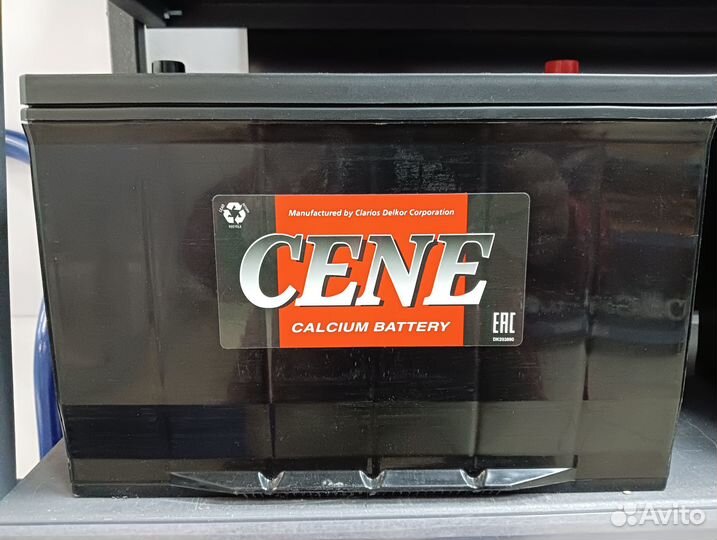 Manufactured by Clarios Delkor Corporation
CENE
CALCIUM BATTERY
EAC
Avito